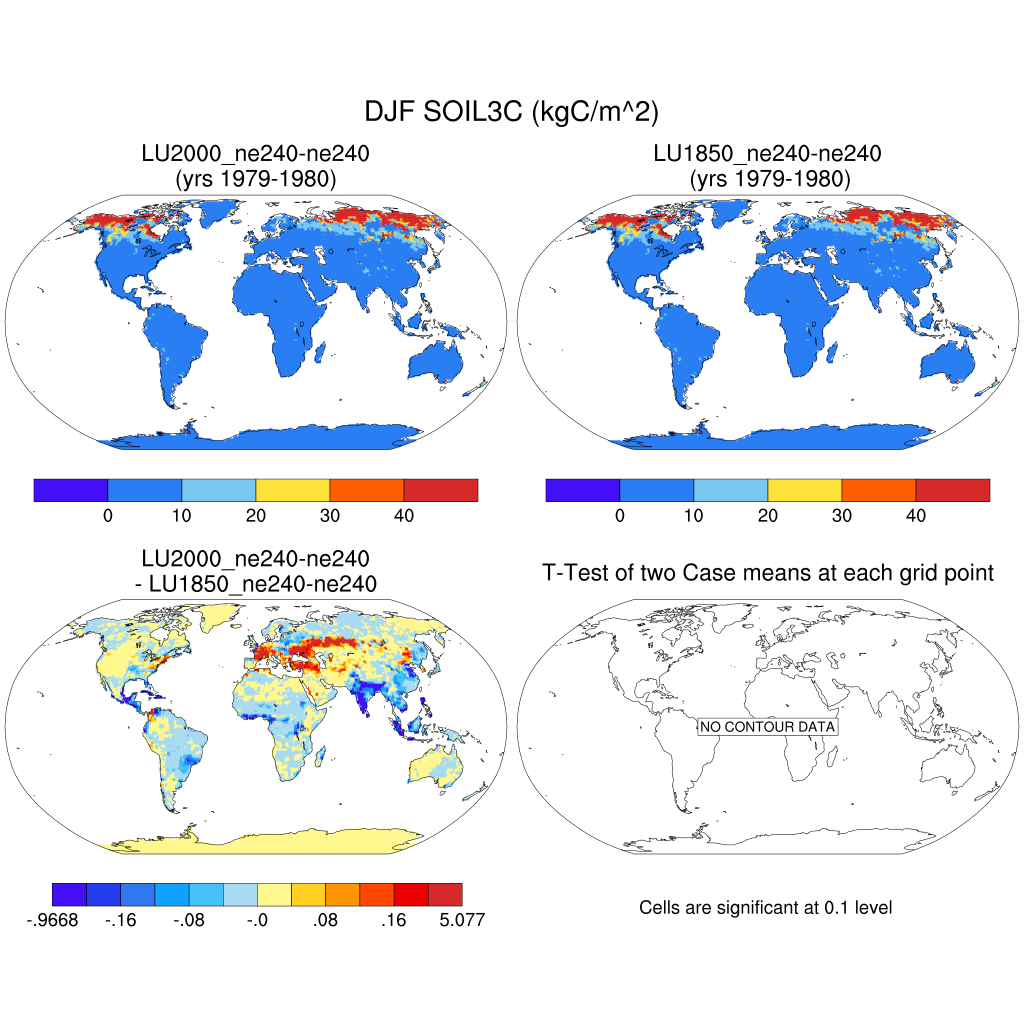 DJF SOIL3C (kgC/m^2)
LU2000_ne240-ne240
(yrs 1979-1980)
LU1850_ne240-ne240
(yrs 1979-1980)
0 10 20 30 40
0 10 20 30 40
LU2000_ne240-ne240
- LU1850_ne240-ne240
T-Test of two Case means at each grid point
NO CONTOUR DATA
-.9668 -.16 -.08 -.0 .08 .16 5.077
Cells are significant at 0.1 level